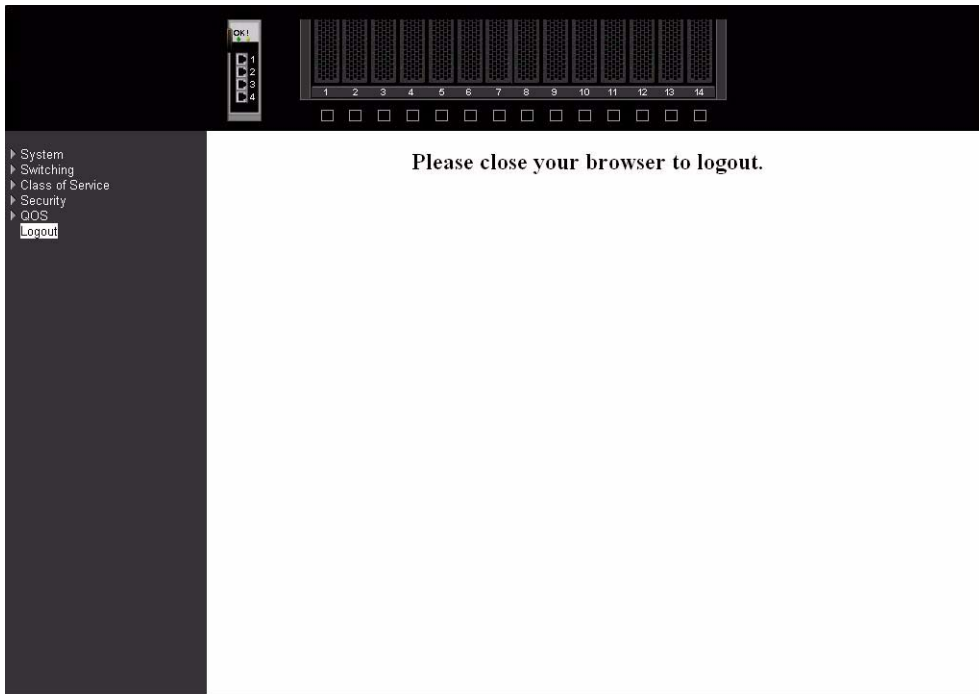 OK!
1
2
3
4
1 2 3 4 5 6 7 8 9 10 11 12 13 14
System
Switching
Class of Service
Security
QOS
Logout
Please close your browser to logout.